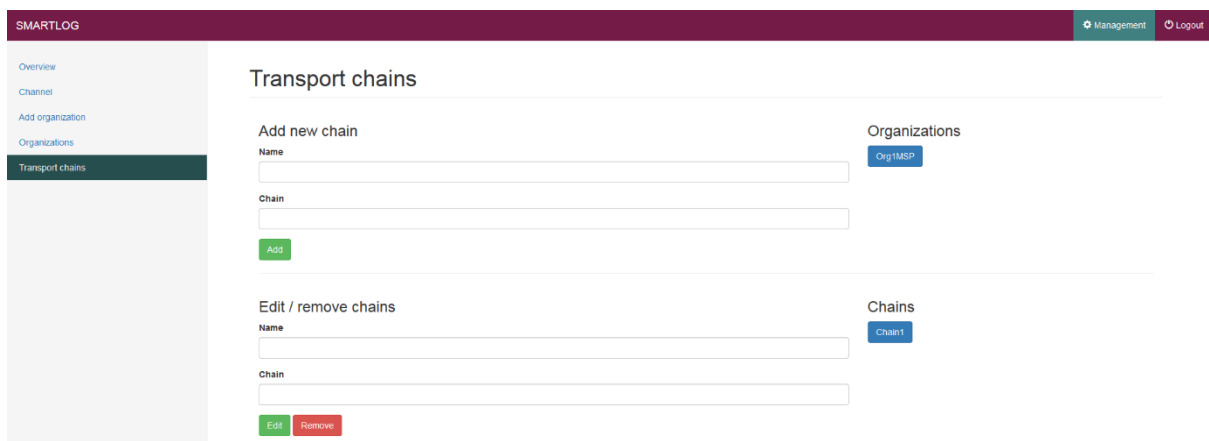 SMARTLOG
Management
Logout
Overview
Channel
Add organization
Organizations
Transport chains
Transport chains
Add new chain
Name
Chain
Add
Organizations
Org1MSP
Edit / remove chains
Name
Chain
Edit
Remove
Chains
Chain1